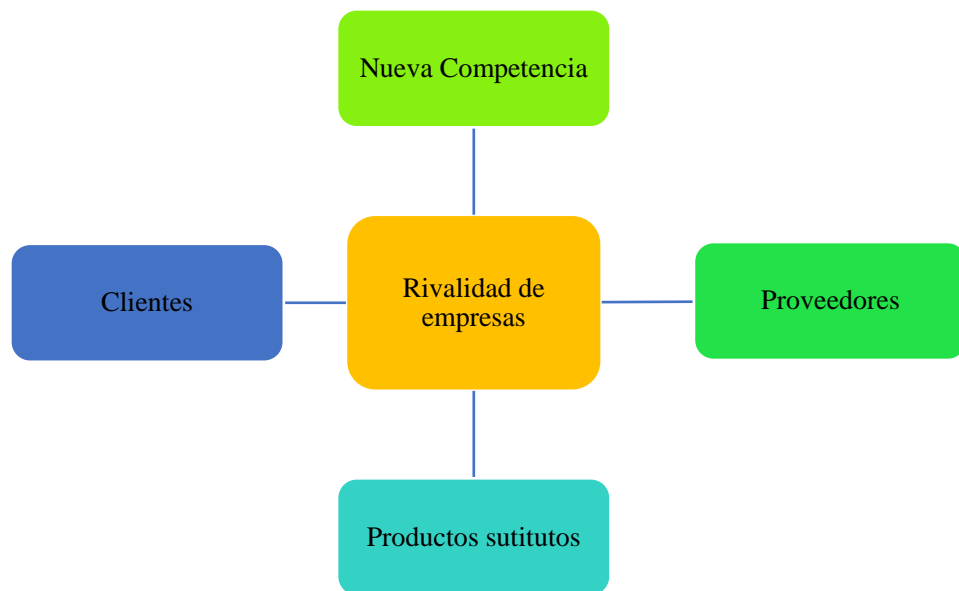 Nueva Competencia
Clientes
Rivalidad de
empresas
Proveedores
Productos sutitutos